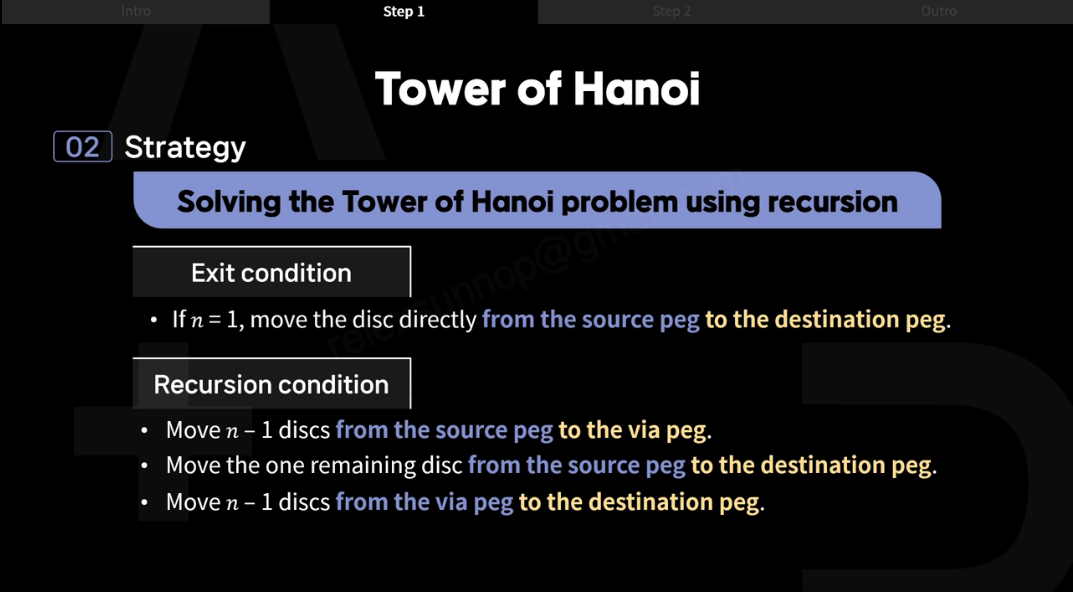 Intro
Step 1
Step 2
Outro
Tower of Hanoi
02 Strategy
Solving the Tower of Hanoi problem using recursion
Exit condition
• If n = 1, move the disc directly from the source peg to the destination peg.
Recursion condition
• Move n – 1 discs from the source peg to the via peg.
• Move the one remaining disc from the source peg to the destination peg.
• Move n – 1 discs from the via peg to the destination peg.